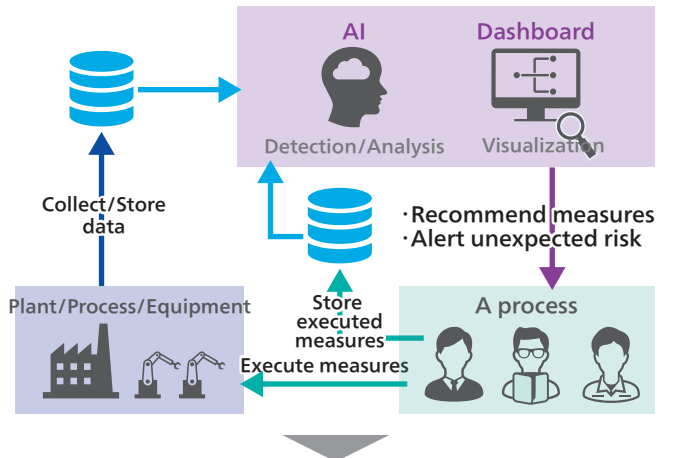 AI
Dashboard
Detection/Analysis
Visualization
Collect/Store
data
·Recommend measures
·Alert unexpected risk
Plant/Process/Equipment
Store
executed
measures
A process
Execute measures